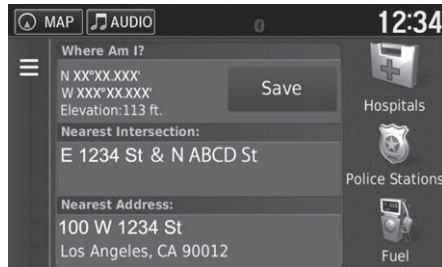 MAP AUDIO 12:34
Where Am I?
N XX°XX.XXX'
W XXX°XX.XXX'
Elevation:113 ft.
Save
Hospitals
Nearest Intersection:
E 1234 St & N ABCD St
Police Stations
Nearest Address:
100 W 1234 St
Los Angeles, CA 90012
Fuel